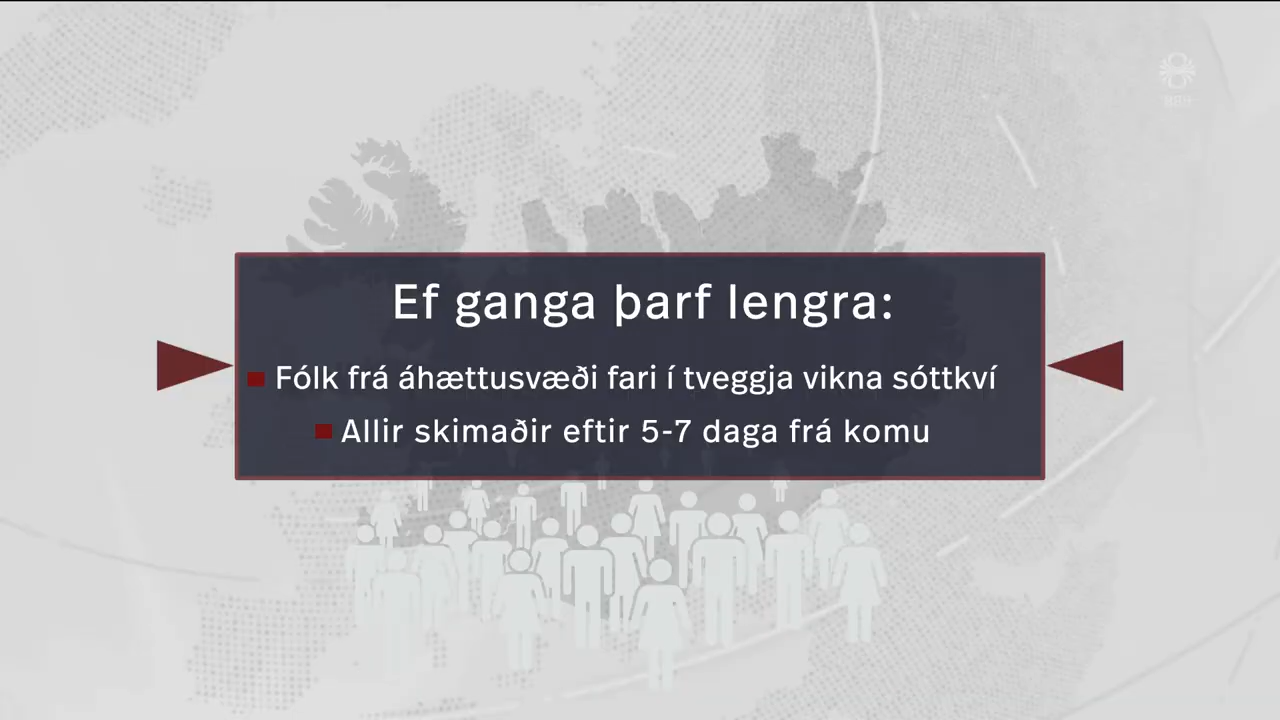 Ef ganga þarf lengra:
Fólk frá áhættusvæði fari í tveggja vikna sóttkví
Allir skimaðir eftir 5-7 daga frá komu